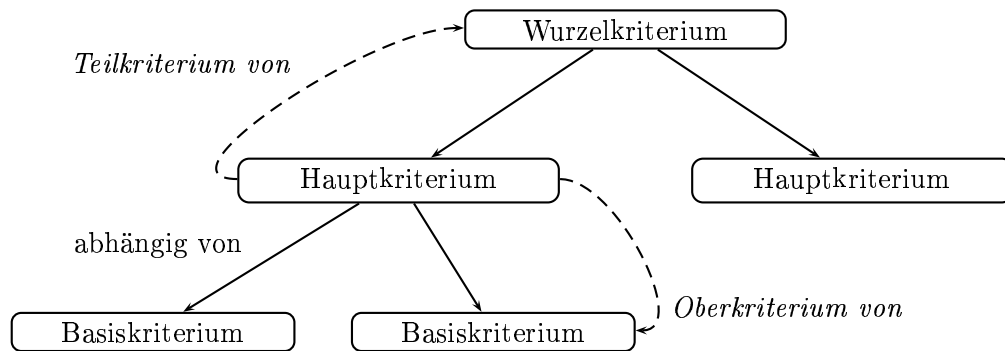 Wurzelkriterium
Teilkriterium von
Hauptkriterium
Hauptkriterium
abhängig von
Oberkriterium von
Basiskriterium
Basiskriterium